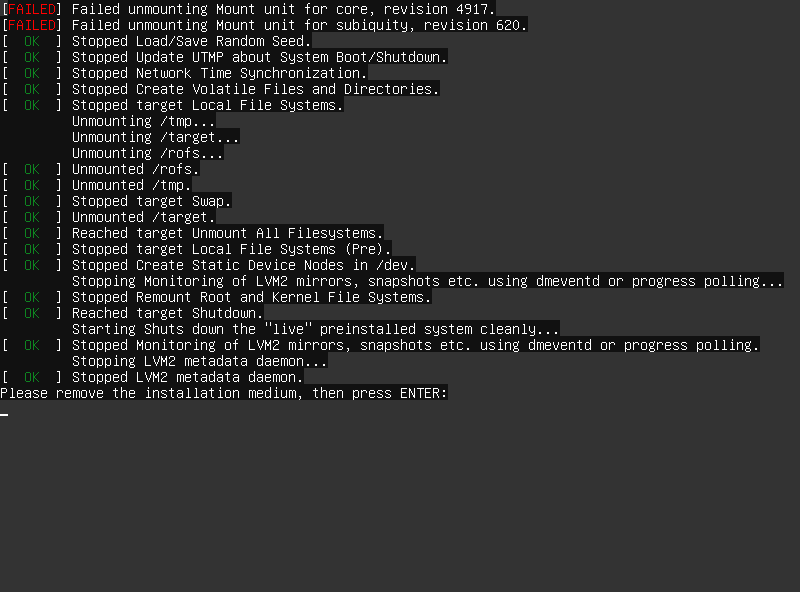 [FAILED] Failed unmounting Mount unit for core, revision 4917.
[FAILED] Failed unmounting Mount unit for subiquity, revision 620.
[  OK  ] Stopped Load/Save Random Seed.
[  OK  ] Stopped Update UTMP about System Boot/Shutdown.
[  OK  ] Stopped Network Time Synchronization.
[  OK  ] Stopped Create Volatile Files and Directories.
[  OK  ] Stopped target Local File Systems.
         Unmounting /tmp...
         Unmounting /target...
         Unmounting /rofs...
[  OK  ] Unmounted /rofs.
[  OK  ] Unmounted /tmp.
[  OK  ] Stopped target Swap.
[  OK  ] Unmounted /target.
[  OK  ] Reached target Unmount All Filesystems.
[  OK  ] Stopped target Local File Systems (Pre).
[  OK  ] Stopped Create Static Device Nodes in /dev.
         Stopping Monitoring of LVM2 mirrors, snapshots etc. using dmeventd or progress polling...
[  OK  ] Stopped Remount Root and Kernel File Systems.
[  OK  ] Reached target Shutdown.
         Starting Shuts down the "live" preinstalled system cleanly...
[  OK  ] Stopped Monitoring of LVM2 mirrors, snapshots etc. using dmeventd or progress polling.
         Stopping LVM2 metadata daemon...
[  OK  ] Stopped LVM2 metadata daemon.
Please remove the installation medium, then press ENTER: